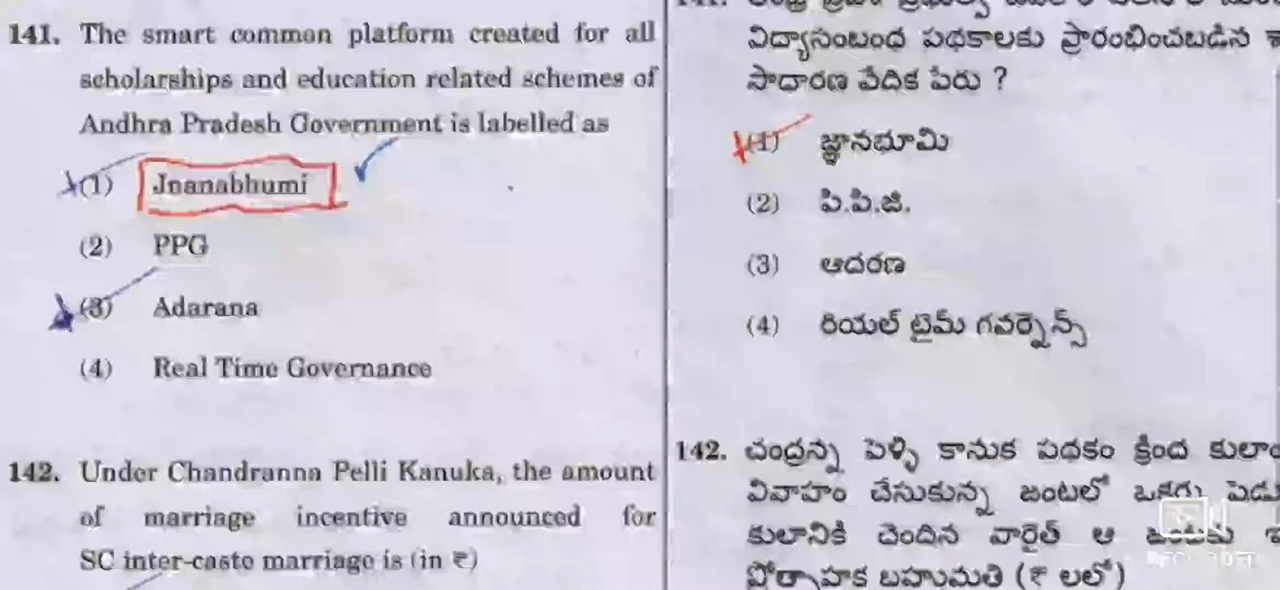 141. The smart common platform created for all
scholarships and education related schemes of
Andhra Pradesh Government is labelled as
(1) Jnanabhumi
(2) PPG
(3) Adarana
(4) Real Time Governance
142. Under Chandranna Pelli Kanuka, the amount
of marriage incentive announced for
SC inter-caste marriage is (in ₹)
విద్యాసంబంధ పథకాలకు ప్రారంభించబడిన
సాధారణ వేదిక పేరు ?
(1) జ్ఞానభూమి
(2) పి.పి.జి.
(3) ఆదరణ
(4) రియల్ టైమ్ గవర్నెన్స్
142. చంద్రన్న పెళ్ళి కానుక పథకం క్రింద
వివాహం చేసుకున్న జంటలో ఒకరు
కులానికి చెందిన వారైతే ఆ
ప్రోత్సాహక బహుమతి (₹ లలో)